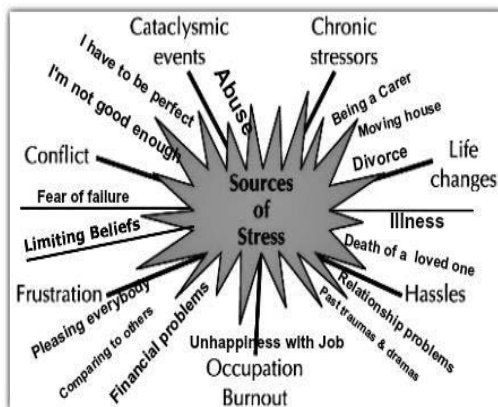 Cataclysmic
events
Chronic
stressors
I have to be perfect
I'm not good enough
Abuse
Being a Carer
Moving house
Divorce
Conflict
Life
changes
Sources
of
Stress
Fear of failure
Illness
Limiting Beliefs
Death of a loved one
Frustration
Hassles
Pleasing everybody
Comparing to others
Financial problems
Relationship problems
Past traumas & dramas
Unhappiness with Job
Occupation
Burnout